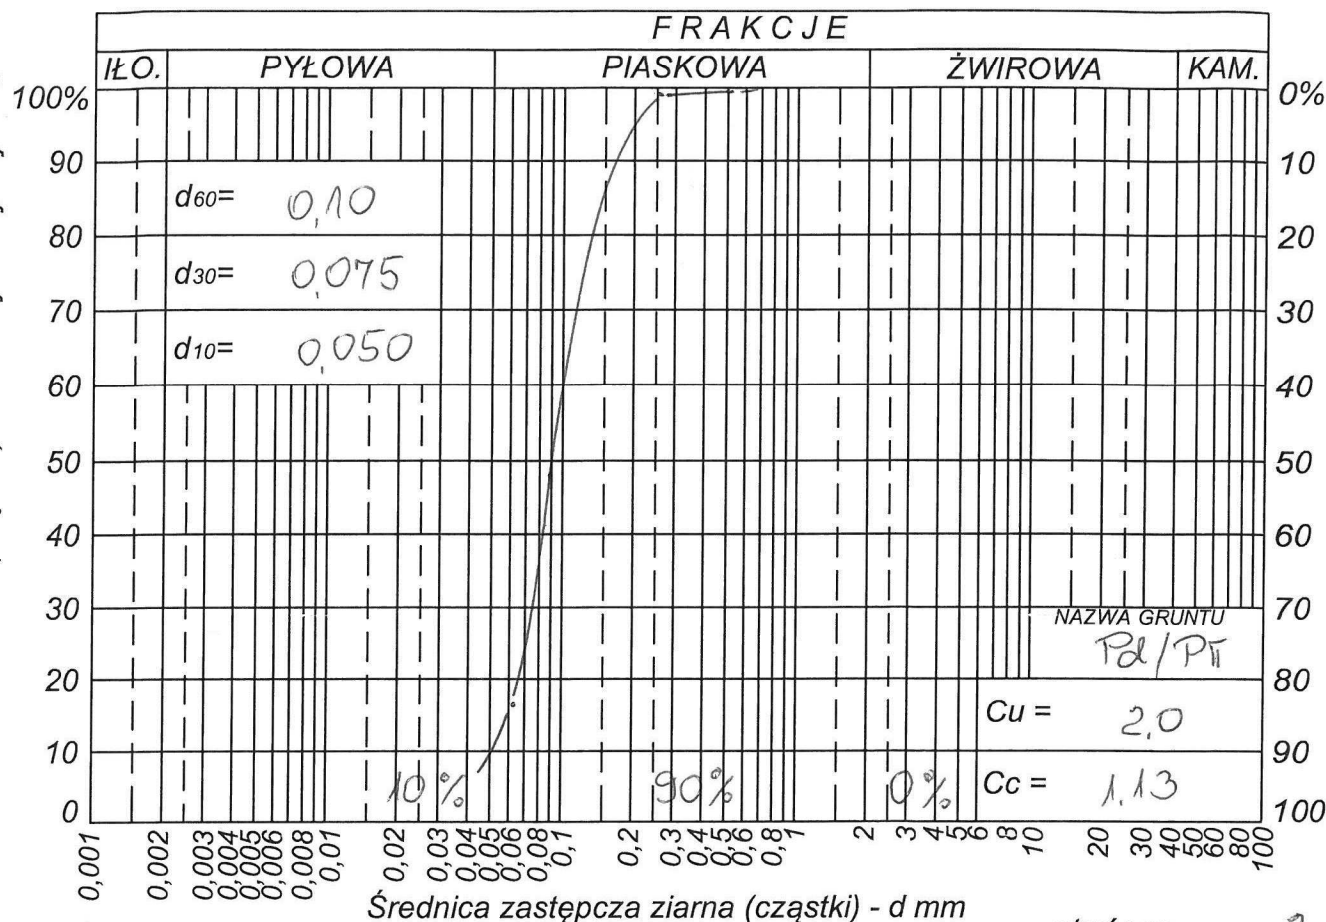 FRAKCJE
IŁO. PYŁOWA PIASKOWA ŻWIROWA KAM.
100% 0%
90 10
d60= 0,10
80 20
d30= 0,075
70 30
d10= 0,050
60 40
50 50
40 60
30 70
NAZWA GRUNTU
Pd/Pπ
20 80
Cu = 2,0
10 90
10% 90% 0% Cc = 1,13
0 100
0,001 0,002 0,003 0,004 0,005 0,006 0,008 0,01 0,02 0,03 0,04 0,05 0,06 0,08 0,1 0,2 0,3 0,4 0,5 0,6 0,8 1 2 3 4 5 6 8 10 20 30 40 50 60 80 100
Średnica zastępcza ziarna (cząstki) - d mm